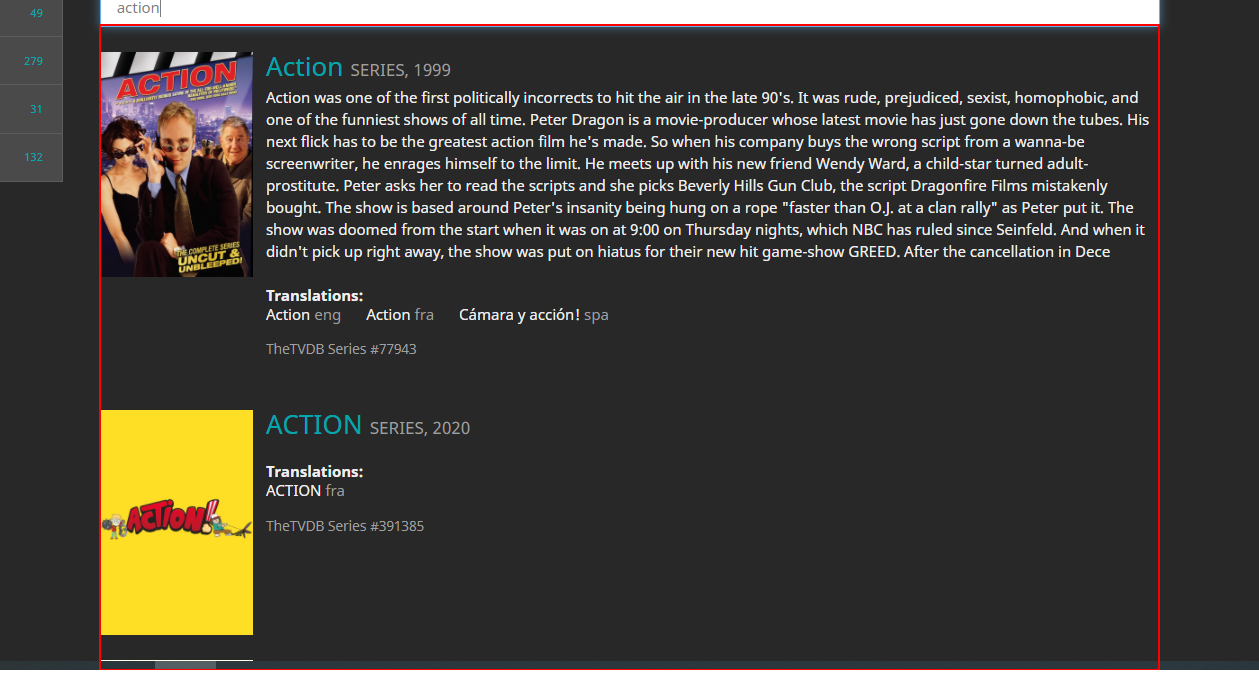 action
49
279
31
132
ACTION
THE COMPLETE SERIES
UNCUT &
UNBLEEPED!
Action SERIES, 1999
Action was one of the first politically incorrects to hit the air in the late 90's. It was rude, prejudiced, sexist, homophobic, and
one of the funniest shows of all time. Peter Dragon is a movie-producer whose latest movie has just gone down the tubes. His
next flick has to be the greatest action film he's made. So when his company buys the wrong script from a wanna-be
screenwriter, he enrages himself to the limit. He meets up with his new friend Wendy Ward, a child-star turned adult-
prostitute. Peter asks her to read the scripts and she picks Beverly Hills Gun Club, the script Dragonfire Films mistakenly
bought. The show is based around Peter's insanity being hung on a rope "faster than O.J. at a clan rally" as Peter put it. The
show was doomed from the start when it was on at 9:00 on Thursday nights, which NBC has ruled since Seinfeld. And when it
didn't pick up right away, the show was put on hiatus for their new hit game-show GREED. After the cancellation in Dece
Translations:
Action eng Action fra Cámara y acción! spa
TheTVDB Series #77943
ACTION!
ACTION SERIES, 2020
Translations:
ACTION fra
TheTVDB Series #391385